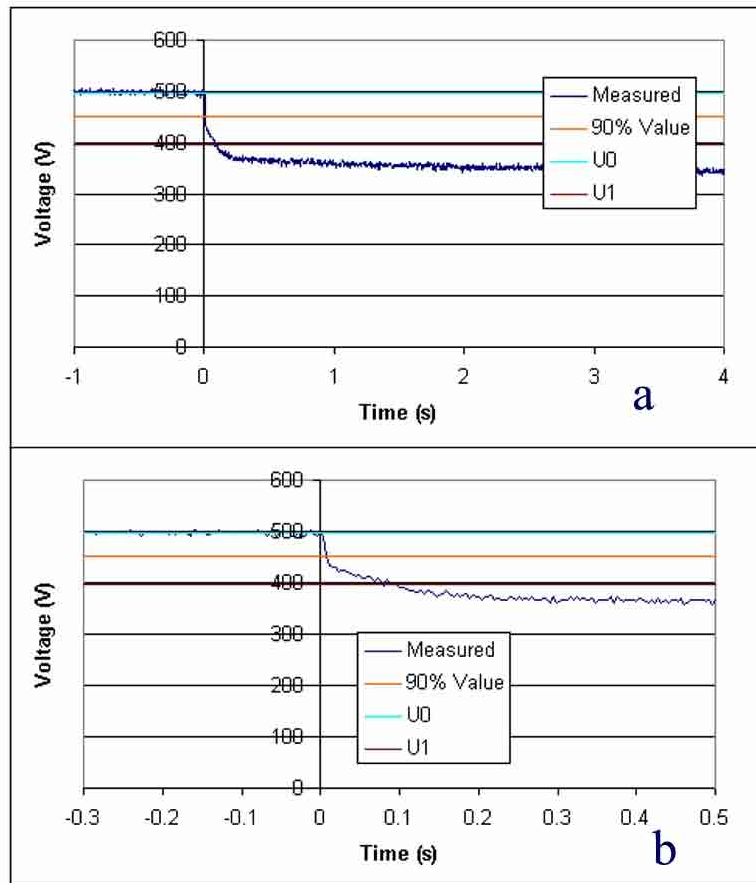 600
500
400
300
200
100
0
Voltage (V)
-1
0
1
2
3
4
Time (s)
Measured
90% Value
U0
U1
a
600
500
400
300
200
100
0
Voltage (V)
-0.3
-0.2
-0.1
0
0.1
0.2
0.3
0.4
0.5
Time (s)
Measured
90% Value
U0
U1
b